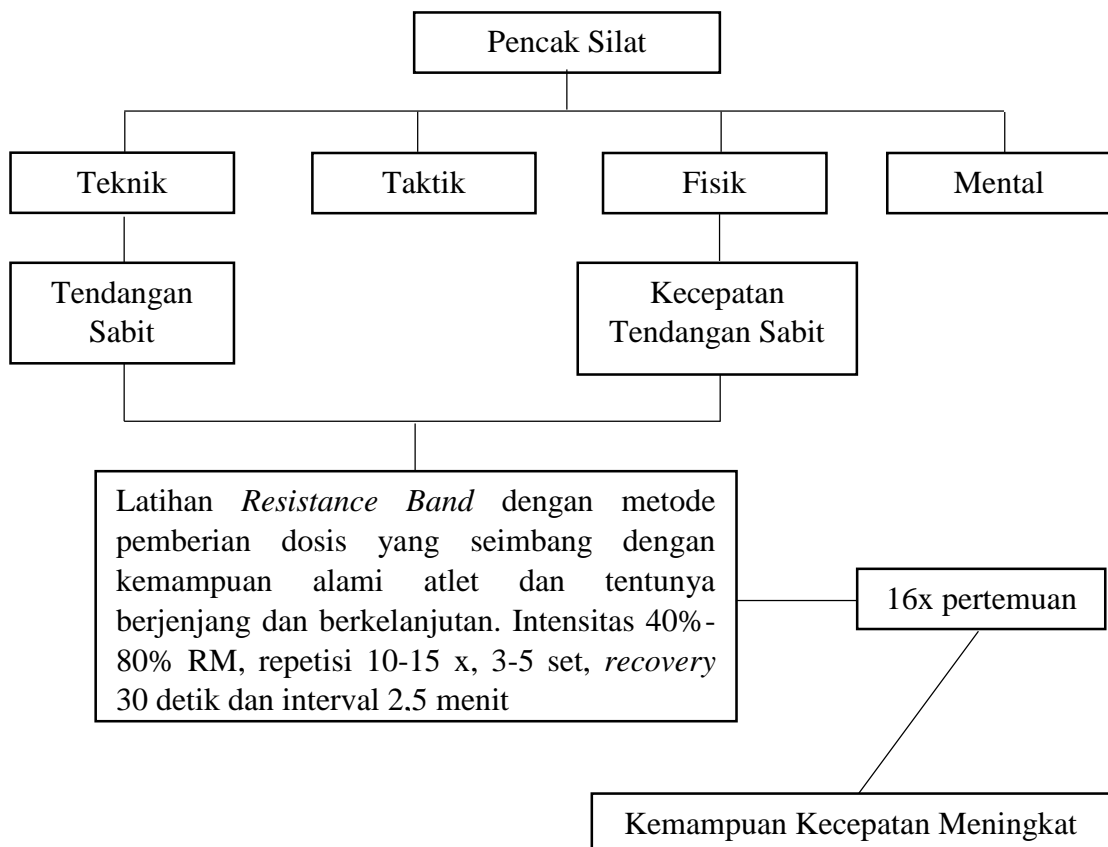 Pencak Silat
Teknik
Taktik
Fisik
Mental
Tendangan
Sabit
Kecepatan
Tendangan Sabit
Latihan Resistance Band dengan metode
pemberian dosis yang seimbang dengan
kemampuan alami atlet dan tentunya
berjenjang dan berkelanjutan. Intensitas 40%-
80% RM, repetisi 10-15 x, 3-5 set, recovery
30 detik dan interval 2,5 menit
16x pertemuan
Kemampuan Kecepatan Meningkat